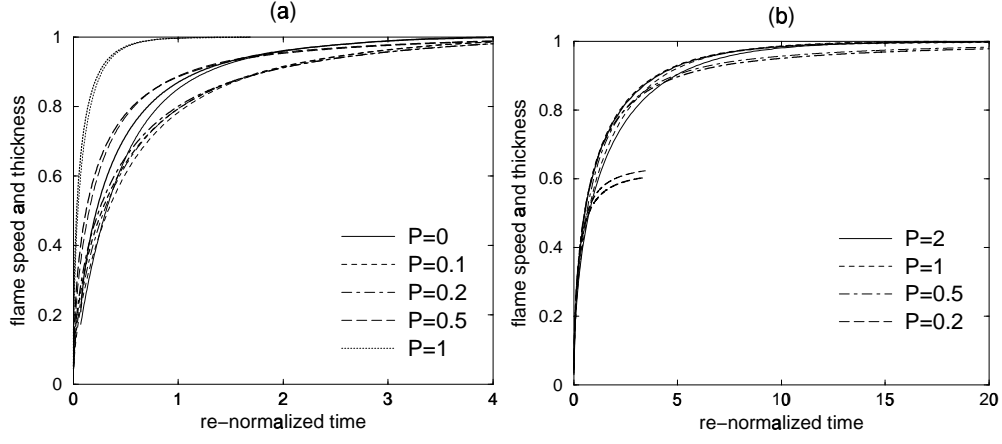 (a)
flame speed and thickness
1
0.8
0.6
0.4
0.2
0
P=0
P=0.1
P=0.2
P=0.5
P=1
0 1 2 3 4
re-normalized time
(b)
flame speed and thickness
1
0.8
0.6
0.4
0.2
0
P=2
P=1
P=0.5
P=0.2
0 5 10 15 20
re-normalized time